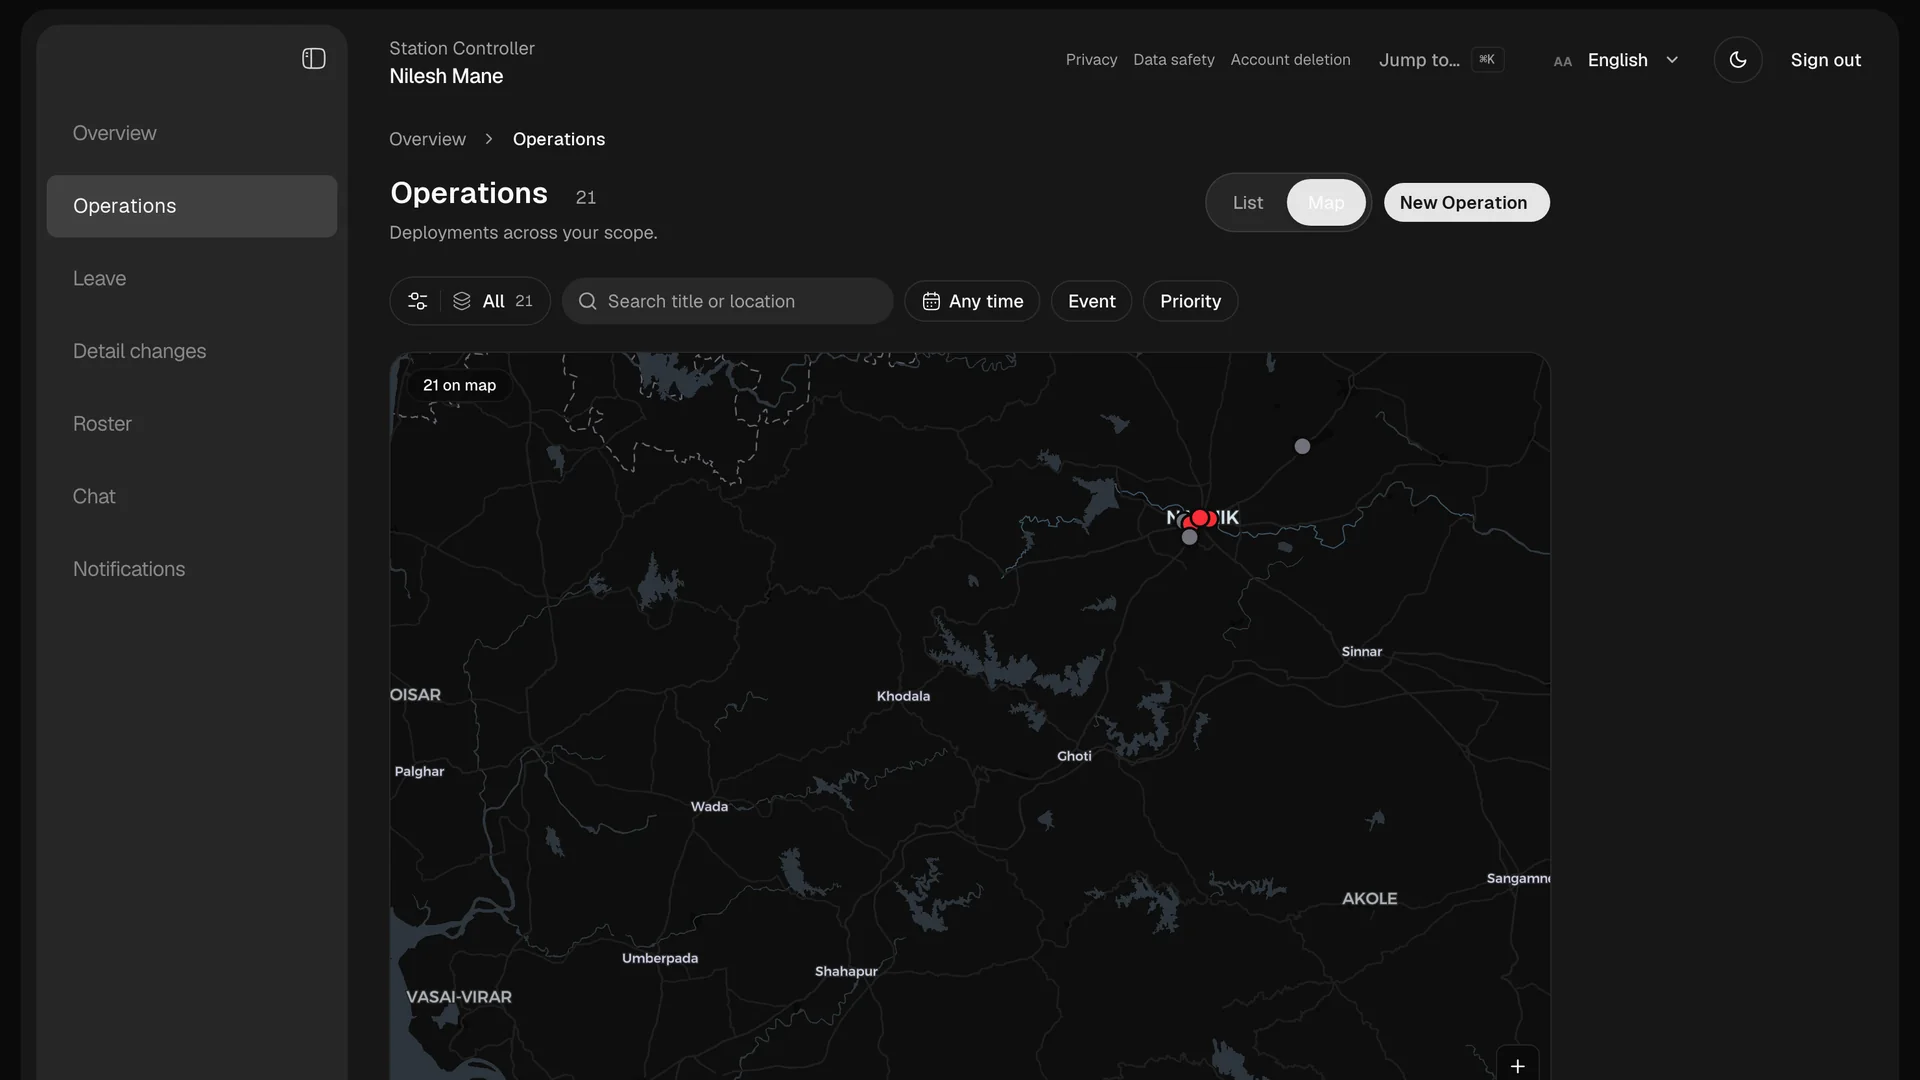 Station Controller
Nilesh Mane
Privacy
Data safety
Account deletion
Jump to...
⌘K
AA
English
Sign out
Overview
Operations
Leave
Detail changes
Roster
Chat
Notifications
Overview
Operations
Operations 21
Deployments across your scope.
List
Map
New Operation
All 21
Search title or location
Any time
Event
Priority
21 on map
Sinnar
OISAR
Khodala
Ghoti
Palghar
Wada
Sangamn
AKOLE
Umberpada
Shahapur
VASAI-VIRAR